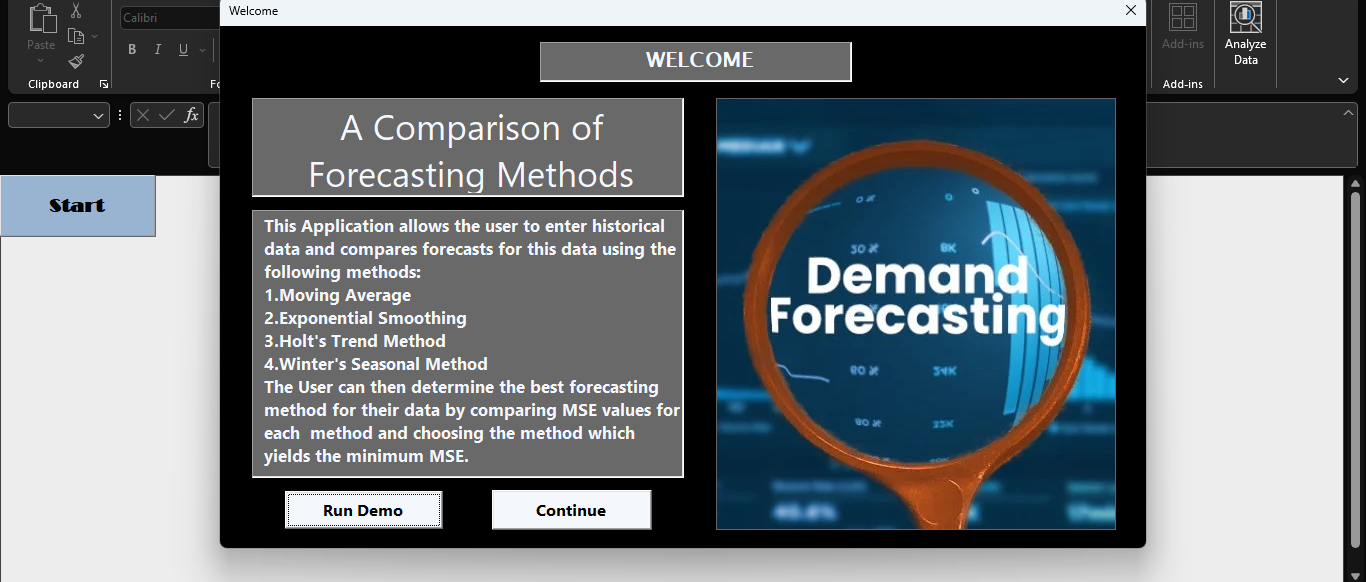 Welcome
Calibri
Paste
B I U
Clipboard
Add-ins
Analyze
Data
Add-ins
fx
Start
WELCOME
A Comparison of
Forecasting Methods
This Application allows the user to enter historical
data and compares forecasts for this data using the
following methods:
1.Moving Average
2.Exponential Smoothing
3.Holt's Trend Method
4.Winter's Seasonal Method
The User can then determine the best forecasting
method for their data by comparing MSE values for
each method and choosing the method which
yields the minimum MSE.
Run Demo
Continue
Demand
Forecasting